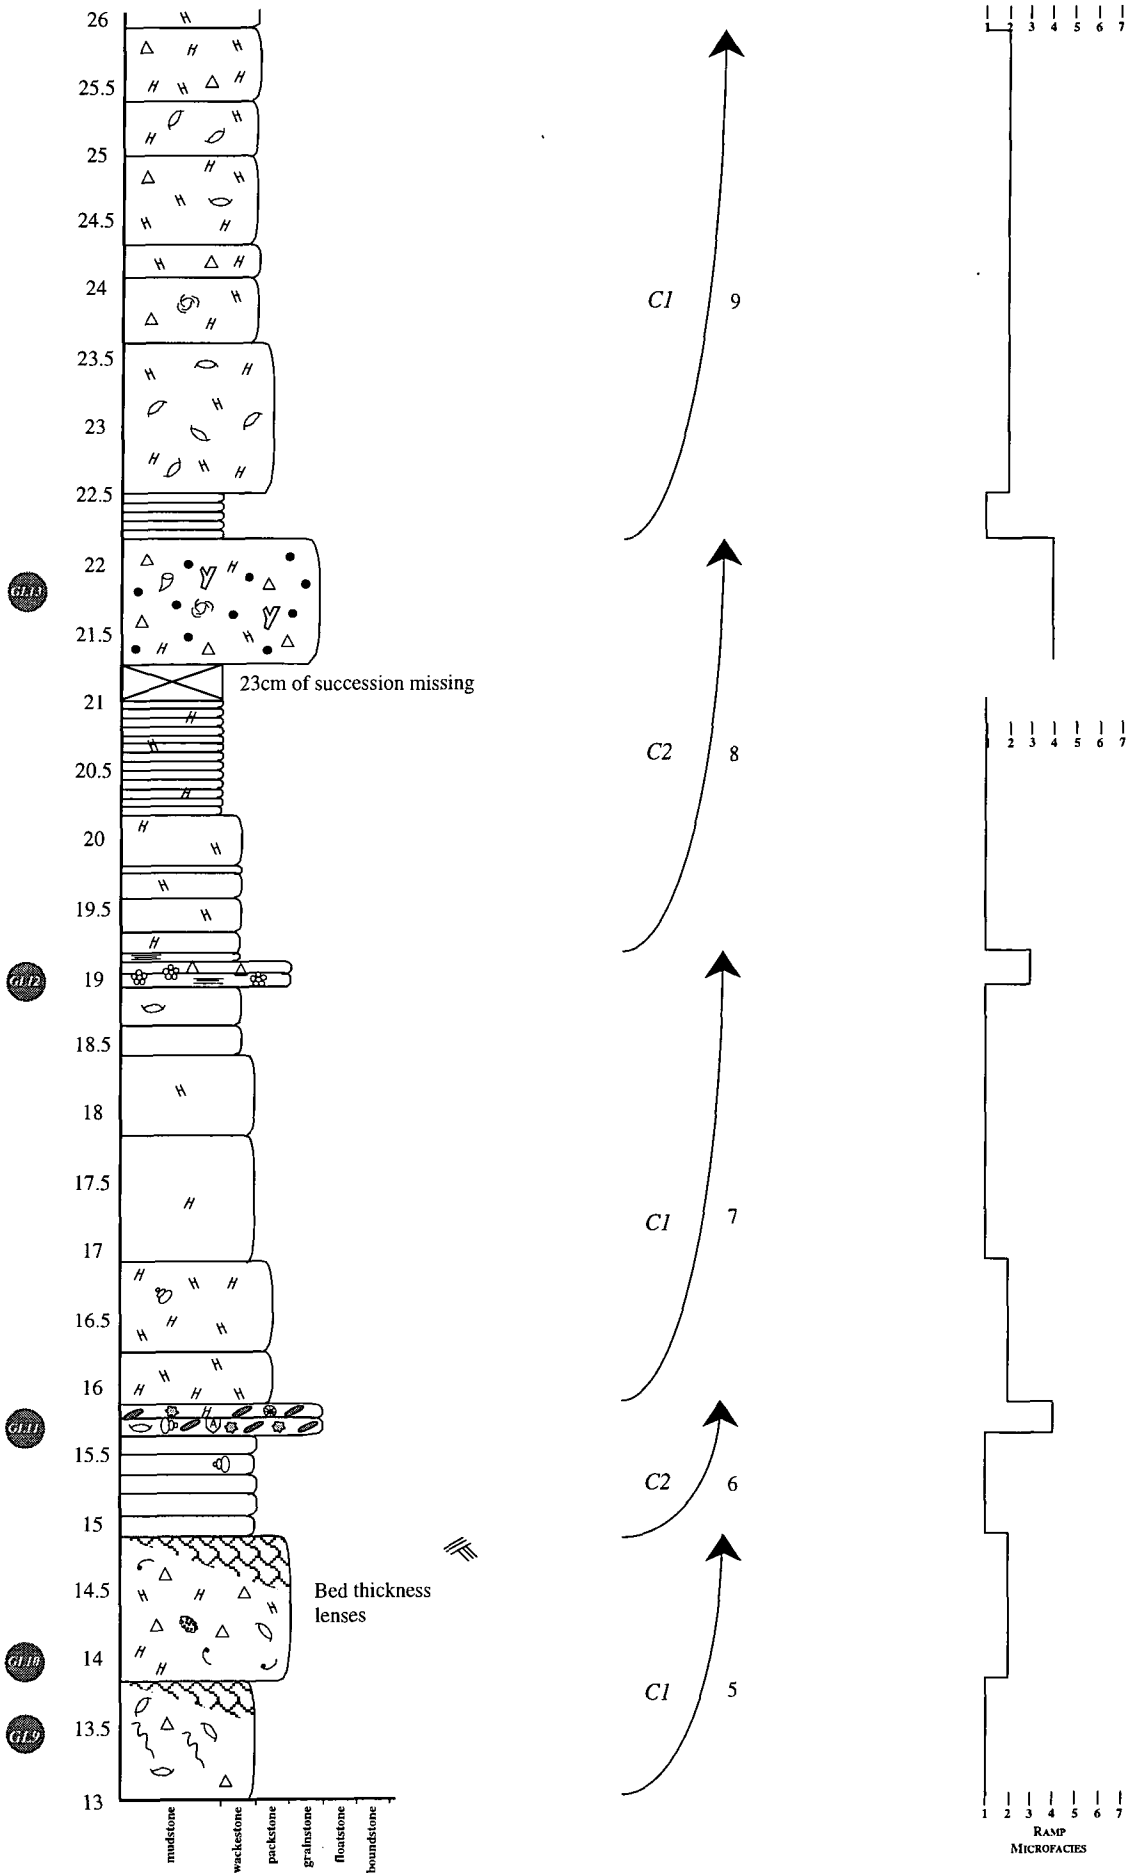 1 2 3 4 5 6 7
26
25.5
25
24.5
24
C1 9
23.5
23
22.5
22
GL13
21.5
23cm of succession missing
21
1 2 3 4 5 6 7
C2 8
20.5
20
19.5
19
GL12
18.5
18
17.5
C1 7
17
16.5
16
GL11
15.5
C2 6
15
14.5
Bed thickness
lenses
14
GL10
C1 5
13.5
GL9
13
1 2 3 4 5 6 7
mudstone
wackestone
packstone
grainstone
floatstone
boundstone
RAMP
MICROFACIES